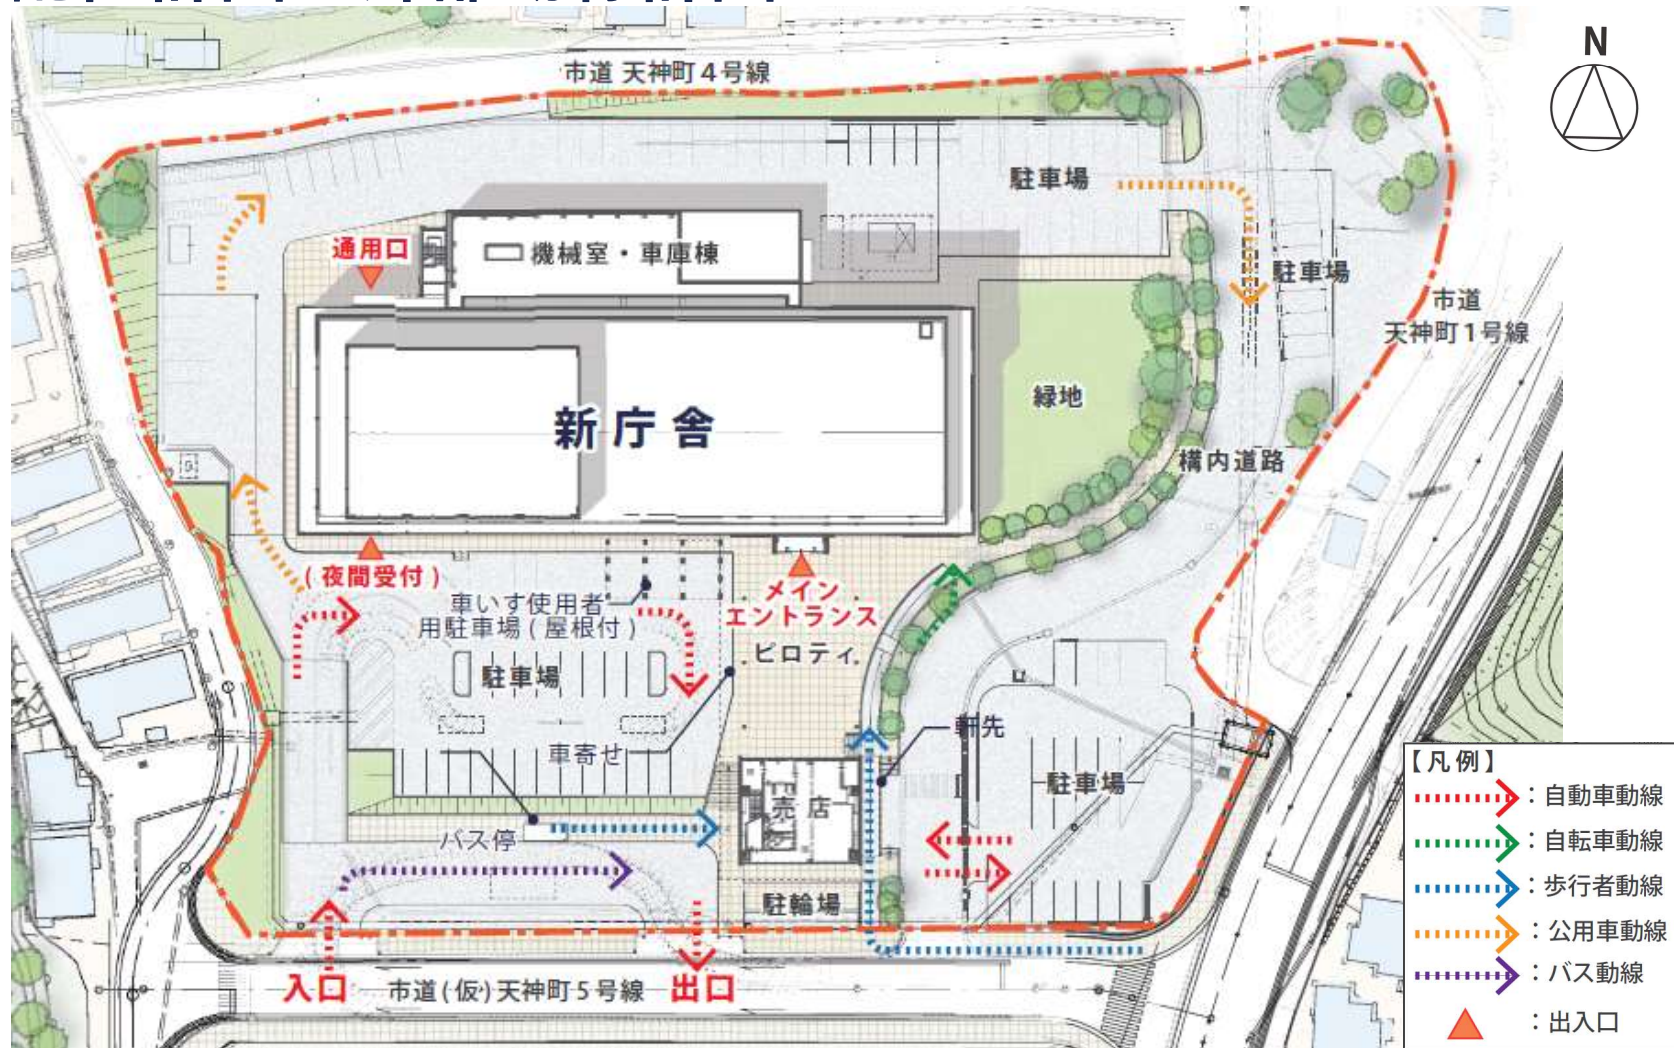 N
市道 天神町4号線
駐車場
通用口
機械室・車庫棟
駐車場
市道
天神町1号線
緑地
新庁舎
構内道路
(夜間受付)
メイン
エントランス
車いす使用者
用駐車場(屋根付)
ピロティ
駐車場
軒先
車寄せ
駐車場
売店
バス停
駐輪場
入口
市道(仮)天神町5号線
出口
【凡例】
:自動車動線
:自転車動線
:歩行者動線
:公用車動線
:バス動線
:出入口